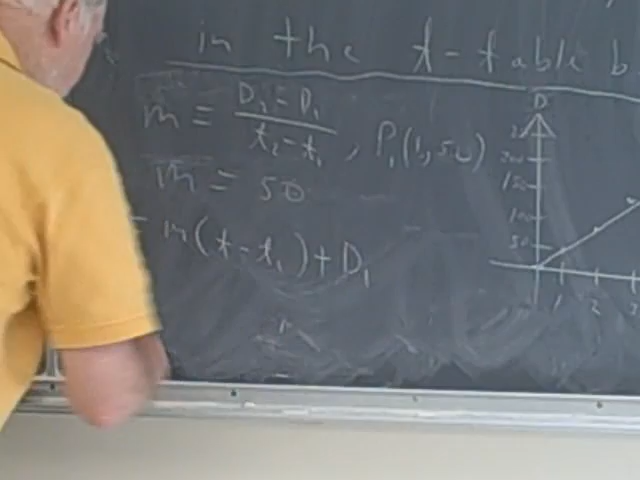 in the t-table b
m = D₂-D₁ / t₂-t₁ , P₁(1,50)
m = 50
= m(t-t₁)+D₁
D
200
150
100
50
1 2 3